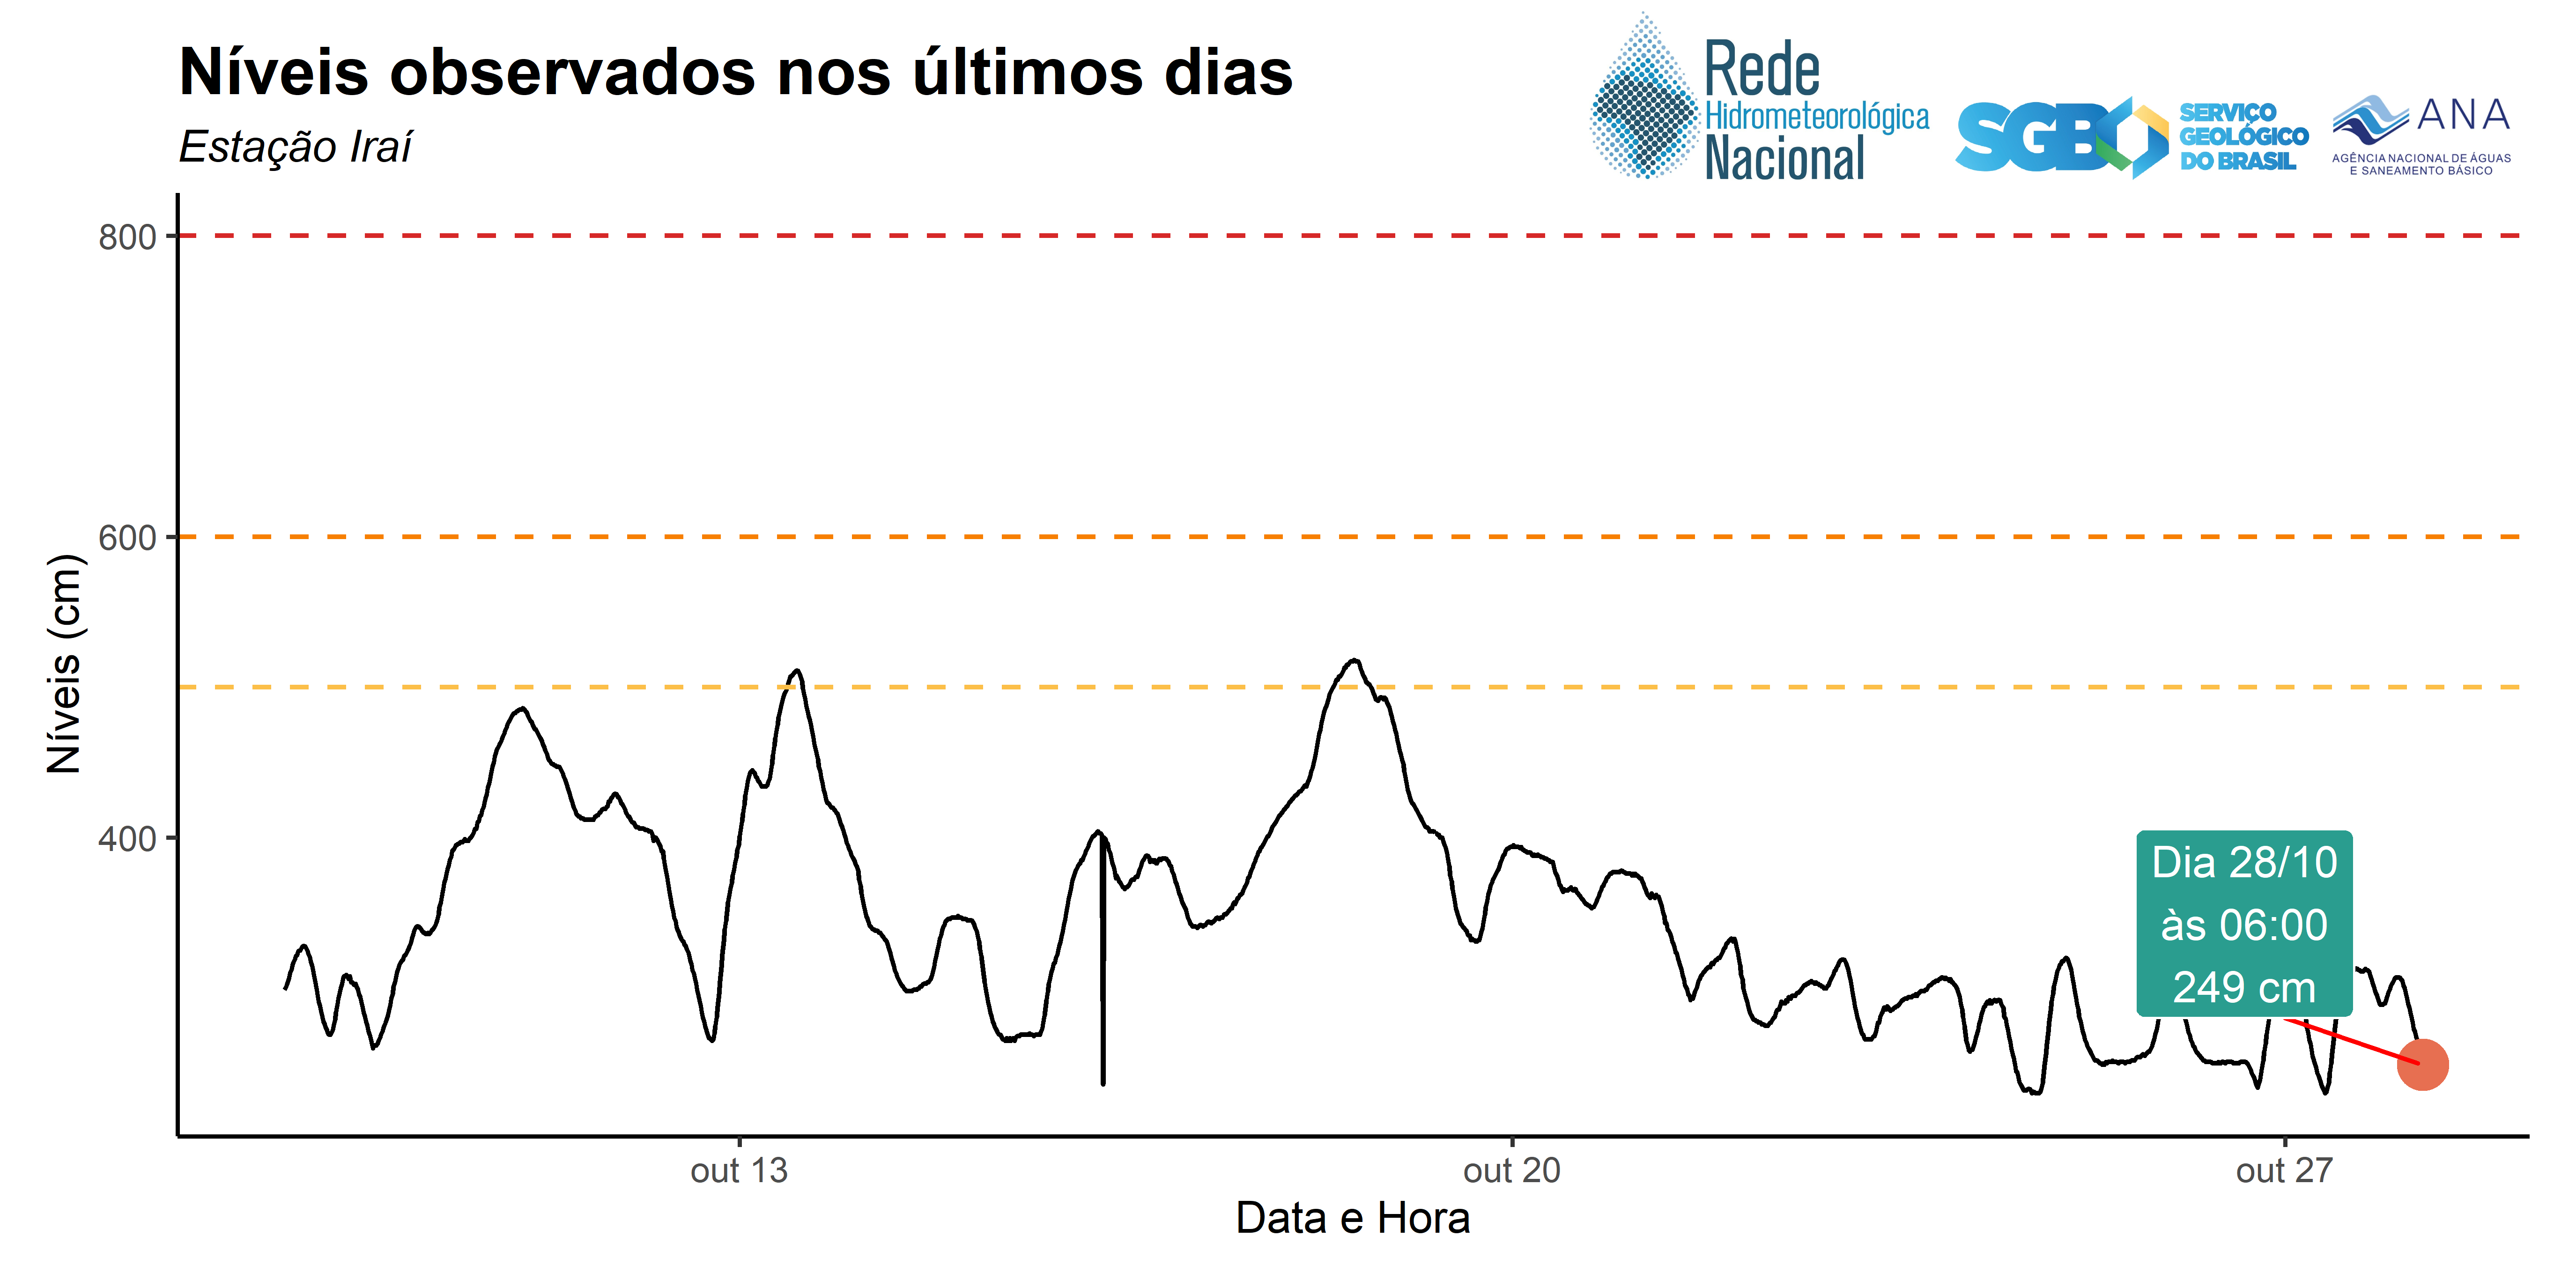 Níveis observados nos últimos dias
Estação Iraí
Rede
Hidrometeorológica
Nacional
SGB
SERVIÇO
GEOLÓGICO
DO BRASIL
ANA
AGÊNCIA NACIONAL DE ÁGUAS
E SANEAMENTO BÁSICO
Níveis (cm)
800
600
400
Dia 28/10
às 06:00
249 cm
out 13
out 20
out 27
Data e Hora